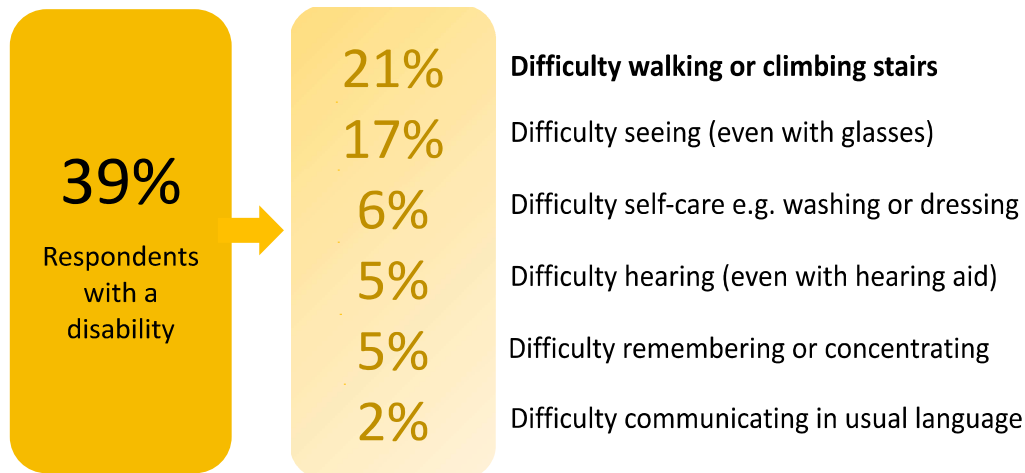 39%
Respondents
with a
disability
21% Difficulty walking or climbing stairs
17% Difficulty seeing (even with glasses)
6% Difficulty self-care e.g. washing or dressing
5% Difficulty hearing (even with hearing aid)
5% Difficulty remembering or concentrating
2% Difficulty communicating in usual language